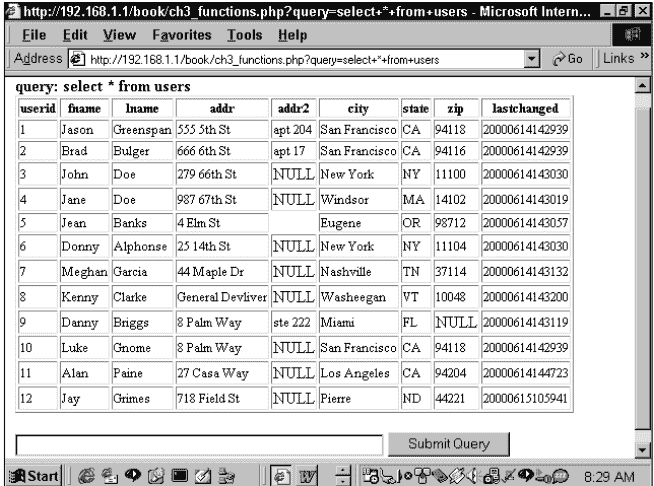 http://192.168.1.1/book/ch3_functions.php?query=select+*+from+users - Microsoft Intern...
File Edit View Favorites Tools Help
Address http://192.168.1.1/book/ch3_functions.php?query=select+*+from+users Go Links »
query: select * from users
userid fname lname addr addr2 city state zip lastchanged
1 Jason Greenspan 555 5th St apt 204 San Francisco CA 94118 20000614142939
2 Brad Bulger 666 6th St apt 17 San Francisco CA 94116 20000614142939
3 John Doe 279 66th St NULL New York NY 11100 20000614143030
4 Jane Doe 987 67th St NULL Windsor MA 14102 20000614143019
5 Jean Banks 4 Elm St Eugene OR 98712 20000614143057
6 Donny Alphonse 25 14th St NULL New York NY 11104 20000614143030
7 Meghan Garcia 44 Maple Dr NULL Nashville TN 37114 20000614143132
8 Kenny Clarke General Devliver NULL Washeegan VT 10048 20000614143200
9 Danny Briggs 8 Palm Way ste 222 Miami FL NULL 20000614143119
10 Luke Gnome 8 Palm Way NULL San Francisco CA 94118 20000614142939
11 Alan Paine 27 Casa Way NULL Los Angeles CA 94204 20000614144723
12 Jay Grimes 718 Field St NULL Pierre ND 44221 20000615105941
Submit Query
Start 8:29 AM